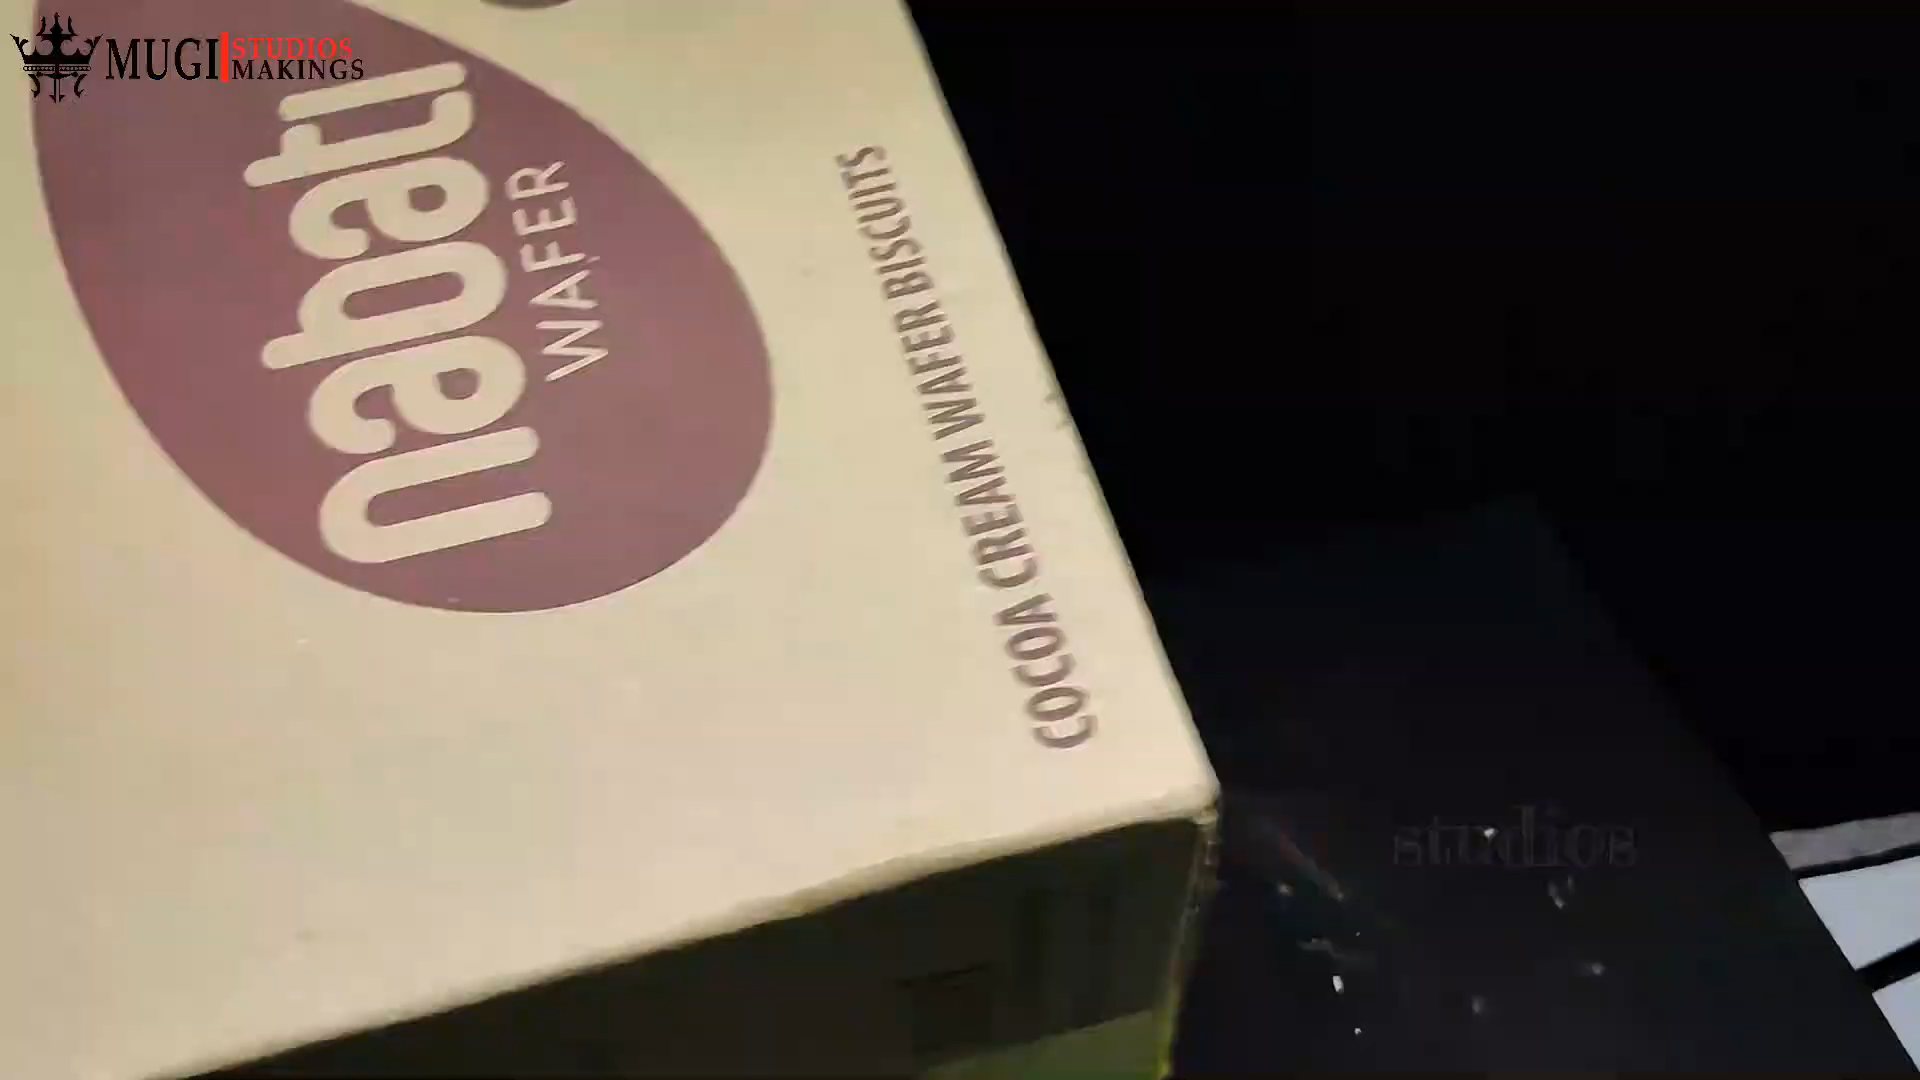 MUGI STUDIOS
MAKINGS
nabati
WAFER
COCOA CREAM WAFER BISCUITS
studios